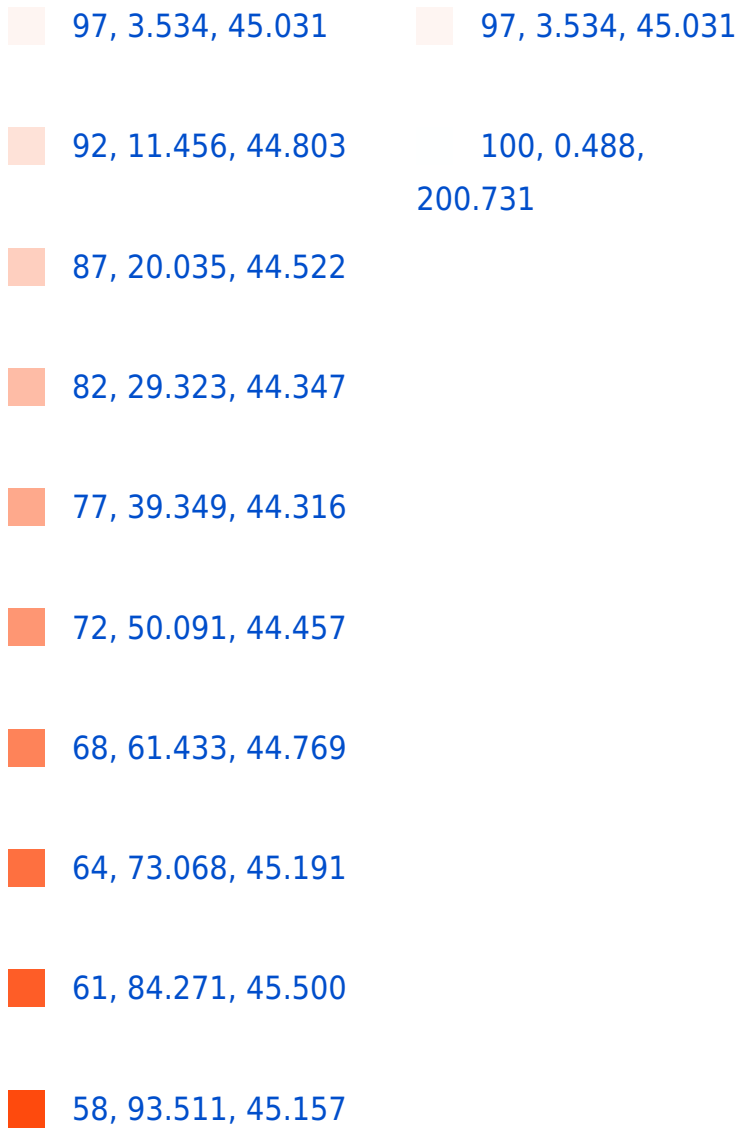 97, 3.534, 45.031
92, 11.456, 44.803
87, 20.035, 44.522
82, 29.323, 44.347
77, 39.349, 44.316
72, 50.091, 44.457
68, 61.433, 44.769
64, 73.068, 45.191
61, 84.271, 45.500
58, 93.511, 45.157
97, 3.534, 45.031
100, 0.488,
200.731